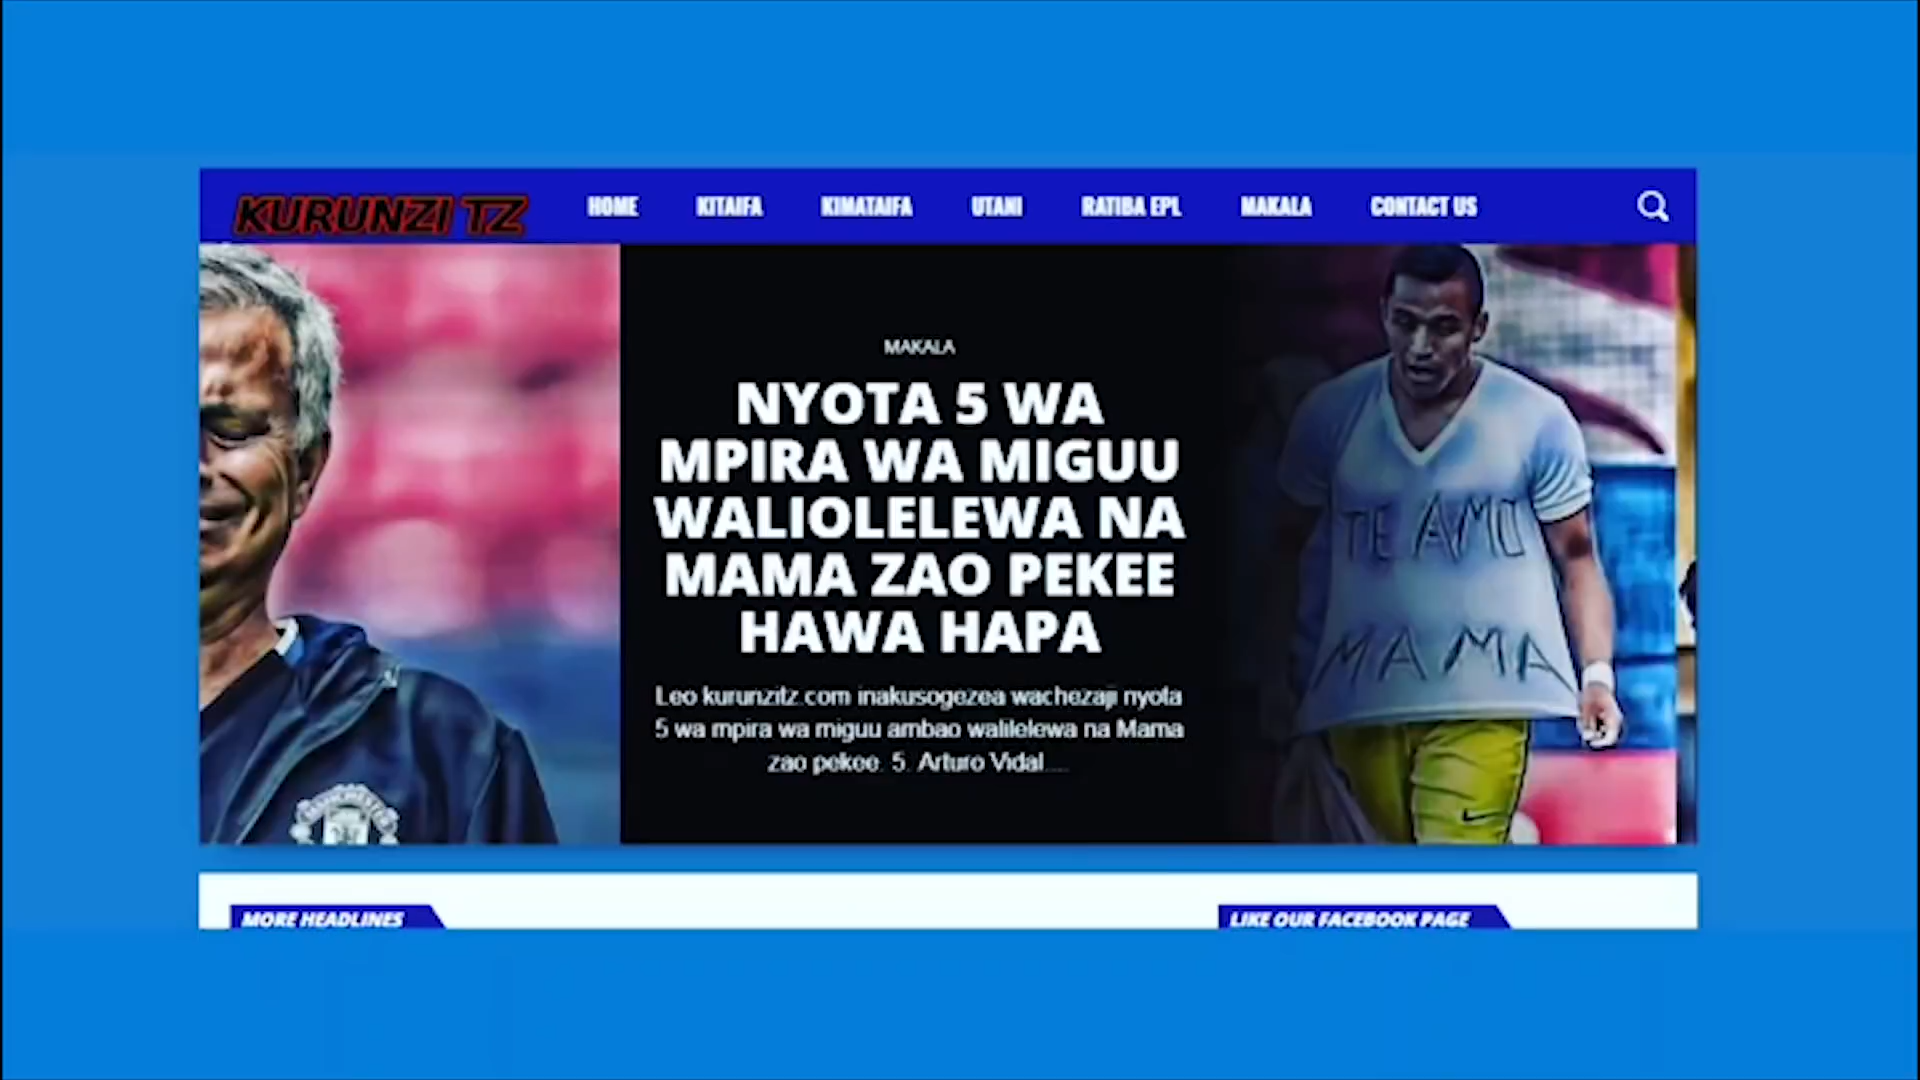 KURUNZI TZ
HOME KITAIFA KIMATAIFA UTANI RATIBA EPL MAKALA CONTACT US
MAKALA
NYOTA 5 WA
MPIRA WA MIGUU
WALIOLELEWA NA
MAMA ZAO PEKEE
HAWA HAPA
Leo kurunzitz.com inakusogezea wachezaji nyota
5 wa mpira wa miguu ambao walilelewa na Mama
zao pekee. 5. Arturo Vidal....
TE AMO
MAMA
MANCHESTER
MORE HEADLINES
LIKE OUR FACEBOOK PAGE